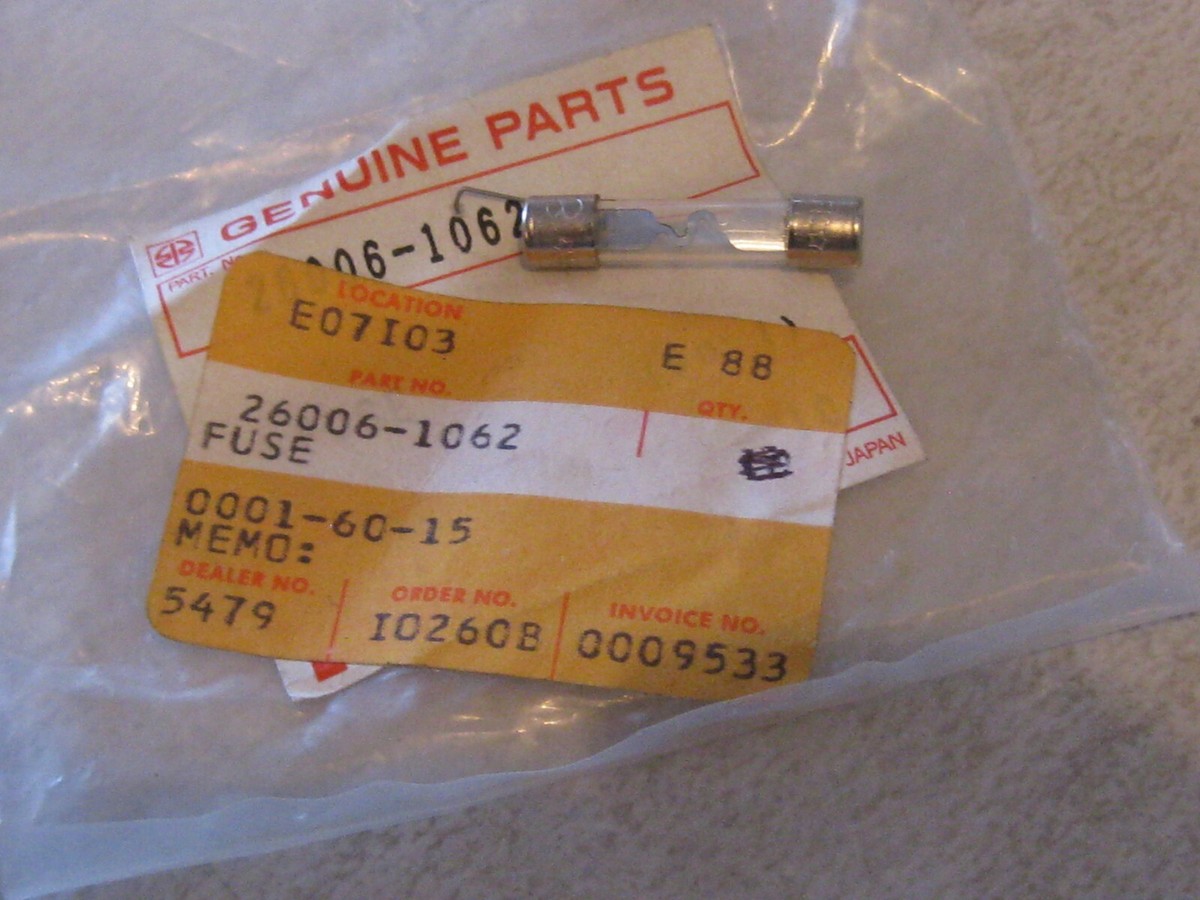 GENUINE PARTS
PART. N
006-1062
LOCATION
E07I03
E 88
PART NO.
QTY.
26006-1062
FUSE
JAPAN
0001-60-15
MEMO:
DEALER NO.
ORDER NO.
INVOICE NO.
5479
I0260B
0009533